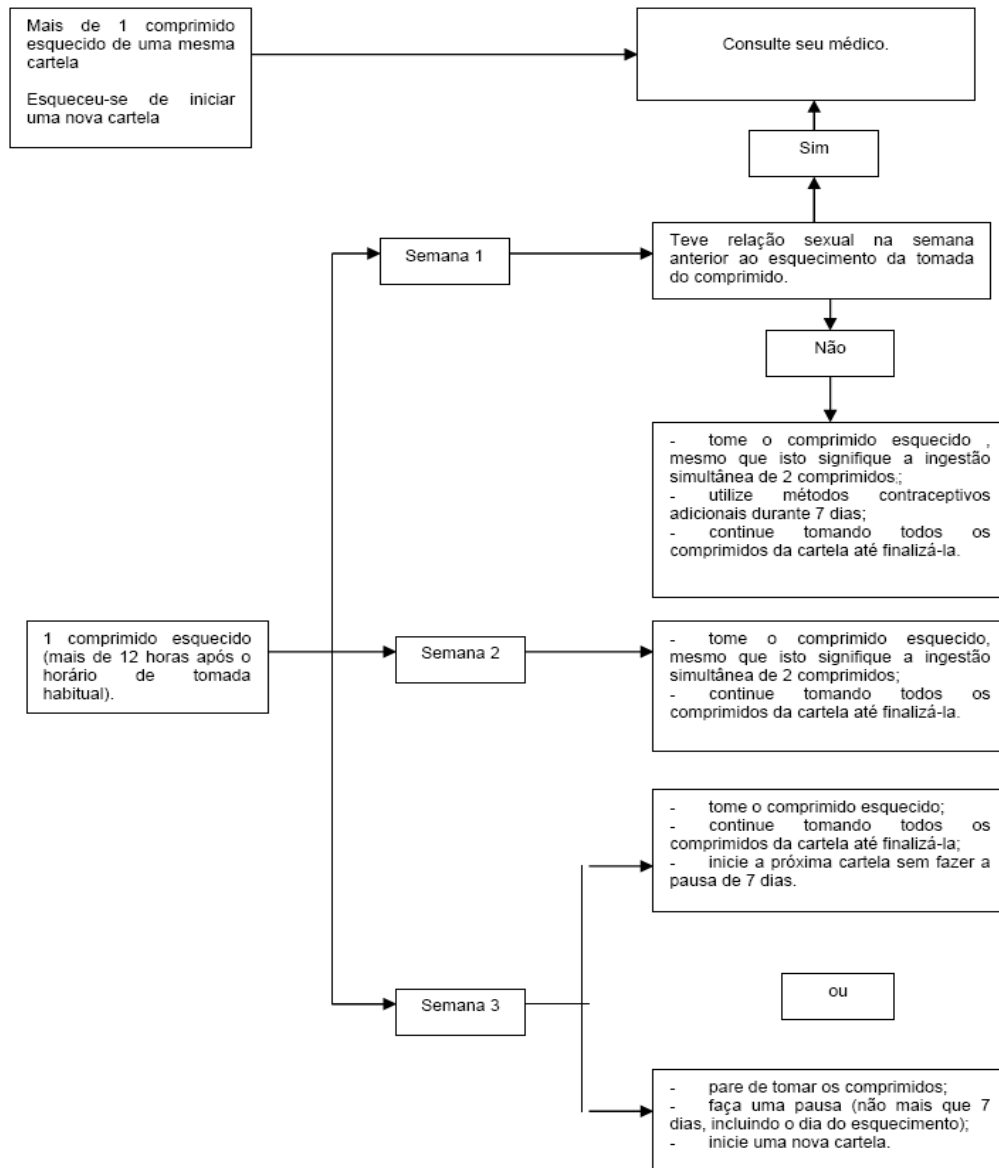 Mais de 1 comprimido
esquecido de uma mesma
cartela
Esqueceu-se de iniciar
uma nova cartela
Consulte seu médico.
Sim
Semana 1
Teve relação sexual na semana
anterior ao esquecimento da tomada
do comprimido.
Não
- tome o comprimido esquecido ,
mesmo que isto signifique a ingestão
simultânea de 2 comprimidos.;
- utilize métodos contraceptivos
adicionais durante 7 dias;
- continue tomando todos os
comprimidos da cartela até finalizá-la.
1 comprimido esquecido
(mais de 12 horas após o
horário de tomada
habitual).
Semana 2
- tome o comprimido esquecido,
mesmo que isto signifique a ingestão
simultânea de 2 comprimidos;
- continue tomando todos os
comprimidos da cartela até finalizá-la.
Semana 3
- tome o comprimido esquecido;
- continue tomando todos os
comprimidos da cartela até finalizá-la;
- inicie a próxima cartela sem fazer a
pausa de 7 dias.
ou
- pare de tomar os comprimidos;
- faça uma pausa (não mais que 7
dias, incluindo o dia do esquecimento);
- inicie uma nova cartela.